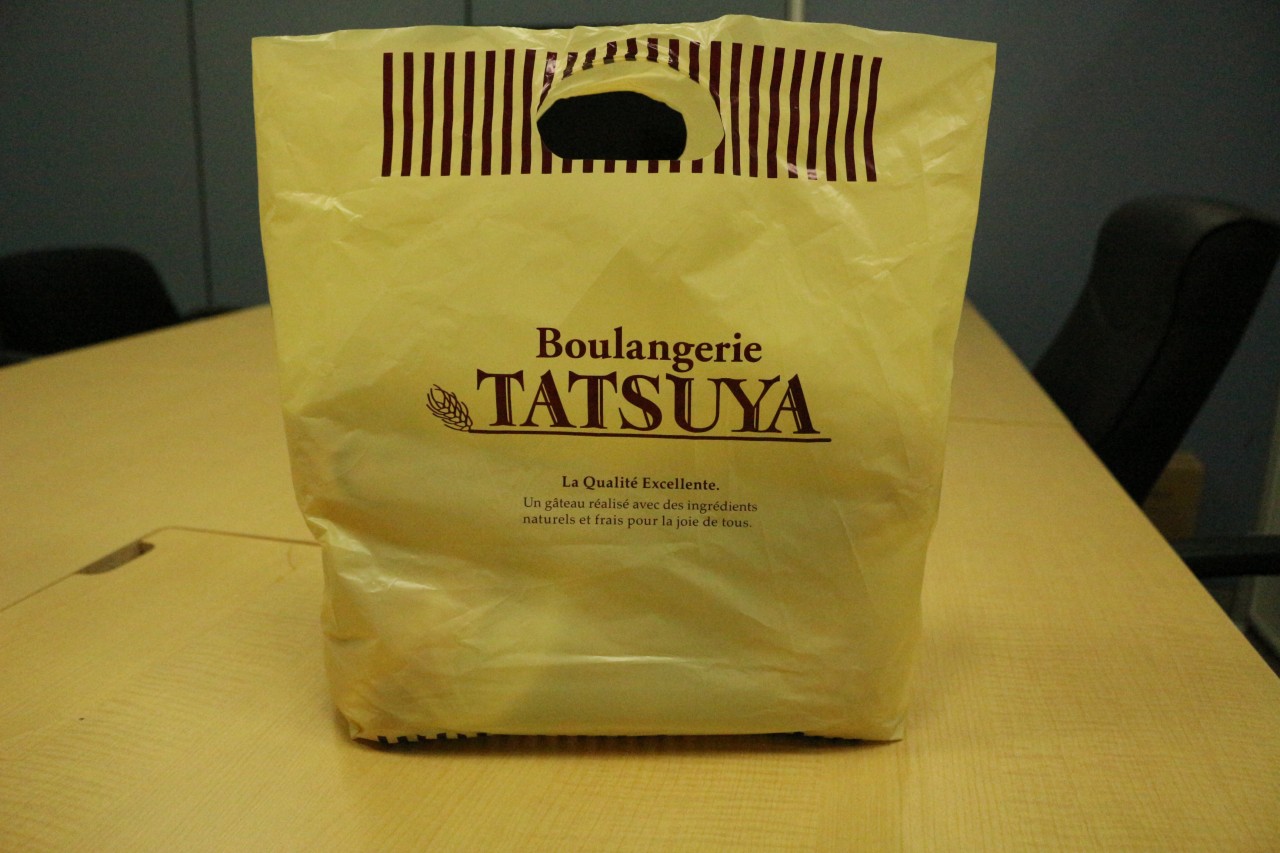 Boulangerie
TATSUYA
La Qualité Excellente.
Un gâteau réalisé avec des ingrédients
naturels et frais pour la joie de tous.